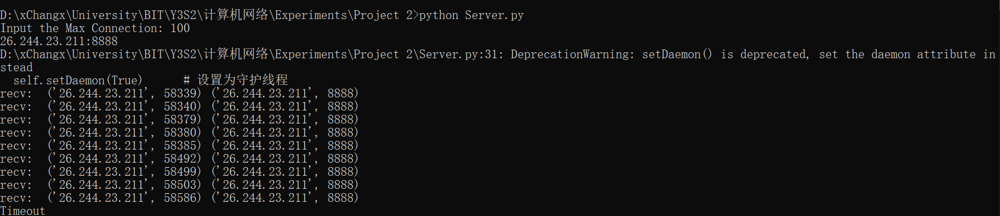 D:\xChangx\University\BIT\Y3S2\计算机网络\Experiments\Project 2>python Server.py
Input the Max Connection: 100
26.244.23.211:8888
D:\xChangx\University\BIT\Y3S2\计算机网络\Experiments\Project 2\Server.py:31: DeprecationWarning: setDaemon() is deprecated, set the daemon attribute in
stead
  self.setDaemon(True)      # 设置为守护线程
recv:  ('26.244.23.211', 58339) ('26.244.23.211', 8888)
recv:  ('26.244.23.211', 58340) ('26.244.23.211', 8888)
recv:  ('26.244.23.211', 58379) ('26.244.23.211', 8888)
recv:  ('26.244.23.211', 58380) ('26.244.23.211', 8888)
recv:  ('26.244.23.211', 58385) ('26.244.23.211', 8888)
recv:  ('26.244.23.211', 58492) ('26.244.23.211', 8888)
recv:  ('26.244.23.211', 58499) ('26.244.23.211', 8888)
recv:  ('26.244.23.211', 58503) ('26.244.23.211', 8888)
recv:  ('26.244.23.211', 58586) ('26.244.23.211', 8888)
Timeout